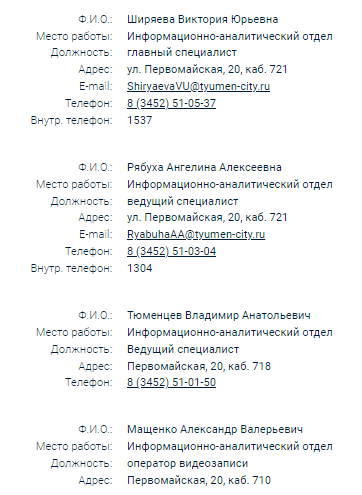 Ф.И.О.: Ширяева Виктория Юрьевна
Место работы: Информационно-аналитический отдел
Должность: главный специалист
Адрес: ул. Первомайская, 20, каб. 721
E-mail: ShiryaevaVU@tyumen-city.ru
Телефон: 8 (3452) 51-05-37
Внутр. телефон: 1537
Ф.И.О.: Рябуха Ангелина Алексеевна
Место работы: Информационно-аналитический отдел
Должность: ведущий специалист
Адрес: ул. Первомайская, 20, каб. 721
E-mail: RyabuhaAA@tyumen-city.ru
Телефон: 8 (3452) 51-03-04
Внутр. телефон: 1304
Ф.И.О.: Тюменцев Владимир Анатольевич
Место работы: Информационно-аналитический отдел
Должность: Ведущий специалист
Адрес: Первомайская, 20, каб. 718
Телефон: 8 (3452) 51-01-50
Ф.И.О.: Мащенко Александр Валерьевич
Место работы: Информационно-аналитический отдел
Должность: оператор видеозаписи
Адрес: Первомайская, 20, каб. 710